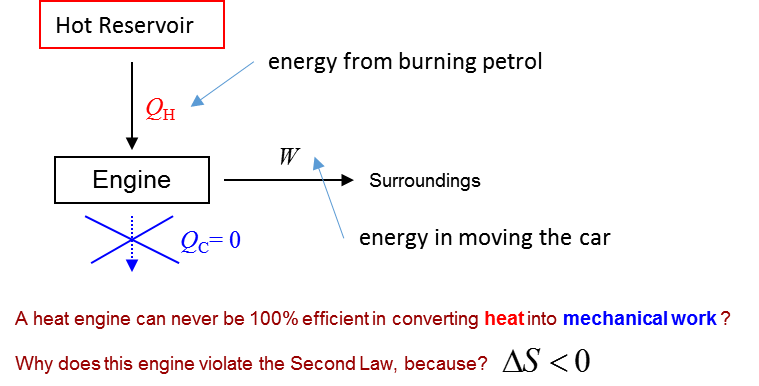 Hot Reservoir
energy from burning petrol
QH
W
Engine
Surroundings
QC= 0
energy in moving the car
A heat engine can never be 100% efficient in converting heat into mechanical work ?
Why does this engine violate the Second Law, because? ΔS < 0